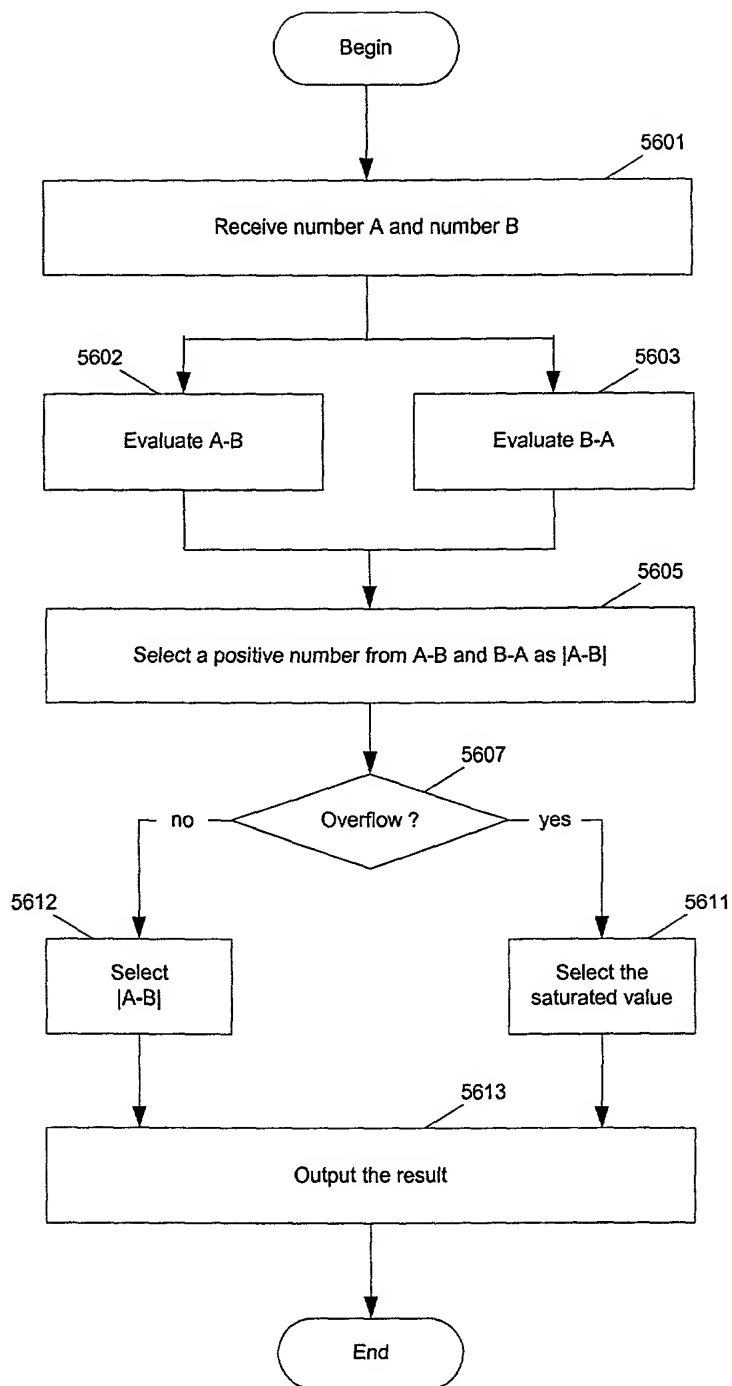 Begin
5601
Receive number A and number B
5602
5603
Evaluate A-B
Evaluate B-A
5605
Select a positive number from A-B and B-A as |A-B|
5607
no
Overflow ?
yes
5612
5611
Select
|A-B|
Select the
saturated value
5613
Output the result
End